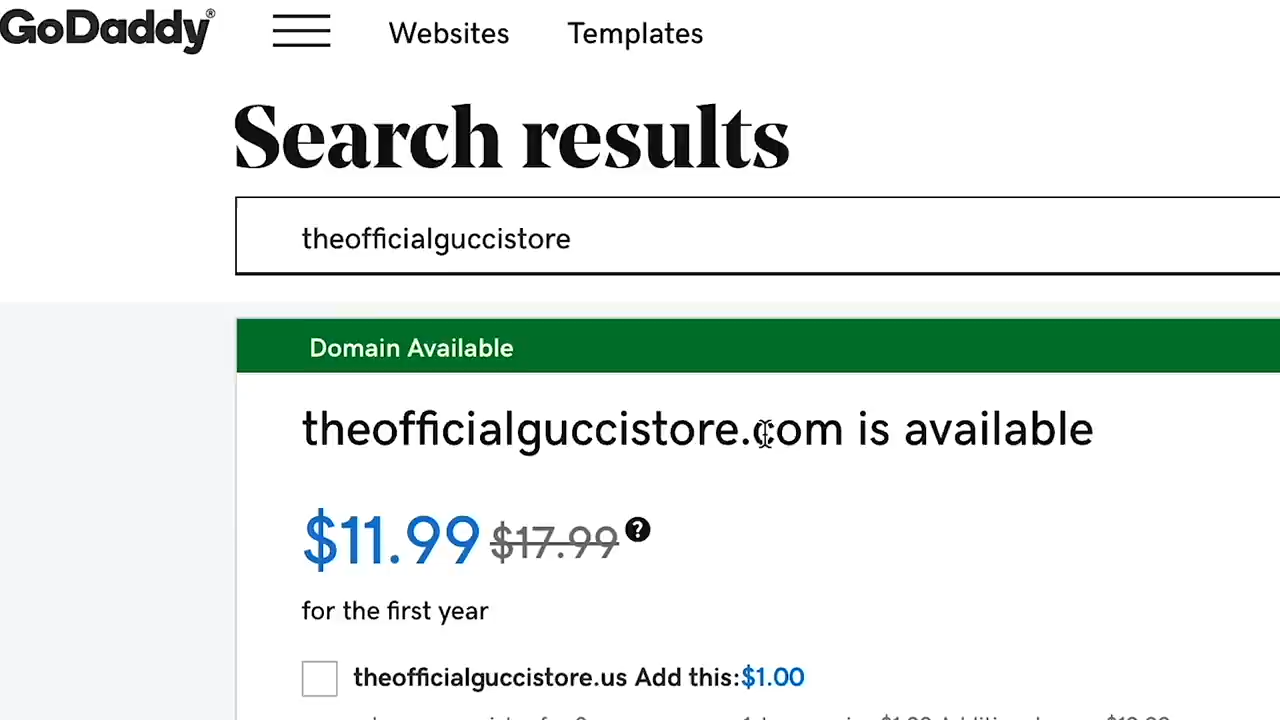 GoDaddy®
Websites Templates
Search results
theofficialguccistore
Domain Available
theofficialguccistore.com is available
$11.99 $17.99 ?
for the first year
theofficialguccistore.us Add this: $1.00